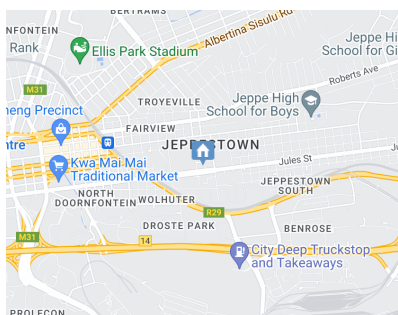 BERTRAMS
NFONTEIN
Rank
Ellis Park Stadium
Albertina Sisulu Rd
Jeppe Hi
School for Gi
M31
Roberts Ave
TROYEVILLE
Jeppe High
School for Boys
eng Precinct
FAIRVIEW
ntre
JEPPESTOWN
Kwa Mai Mai
Traditional Market
Jules St
JEPPESTOWN
SOUTH
NORTH
DOORNFONTEIN
WOLHUTER
R29
DROSTE PARK
BENROSE
M31
14
City Deep Truckstop
and Takeaways
PROLECON